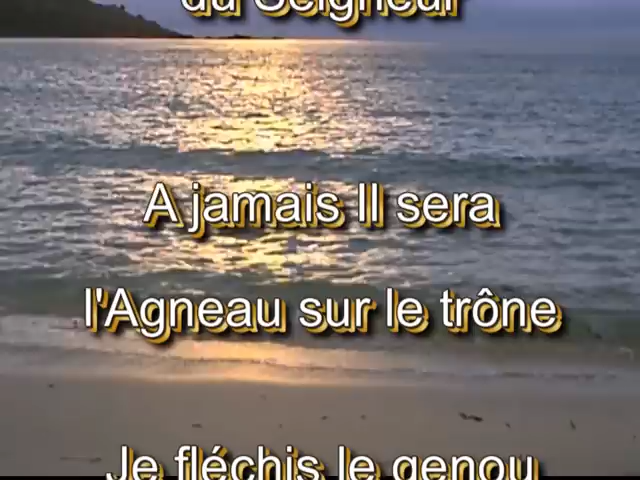 du Seigneur
A jamais Il sera
l'Agneau sur le trône
Je fléchis le genou